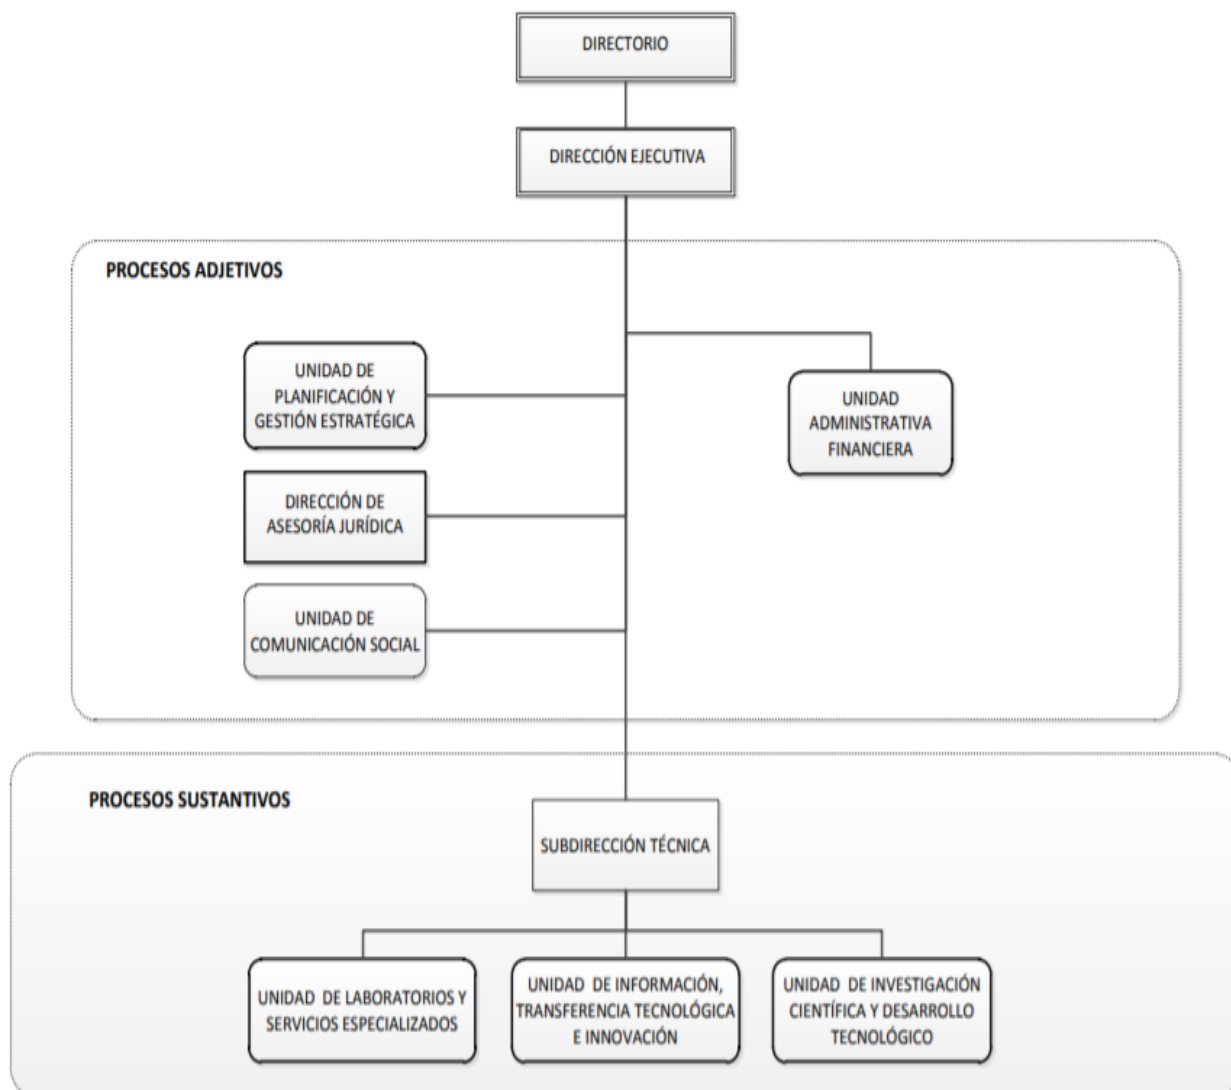 DIRECTORIO
DIRECCIÓN EJECUTIVA
PROCESOS ADJETIVOS
UNIDAD DE
PLANIFICACIÓN Y
GESTIÓN ESTRATÉGICA
UNIDAD
ADMINISTRATIVA
FINANCIERA
DIRECCIÓN DE
ASESORÍA JURÍDICA
UNIDAD DE
COMUNICACIÓN SOCIAL
PROCESOS SUSTANTIVOS
SUBDIRECCIÓN TÉCNICA
UNIDAD DE LABORATORIOS Y
SERVICIOS ESPECIALIZADOS
UNIDAD DE INFORMACIÓN,
TRANSFERENCIA TECNOLÓGICA
E INNOVACIÓN
UNIDAD DE INVESTIGACIÓN
CIENTÍFICA Y DESARROLLO
TECNOLÓGICO